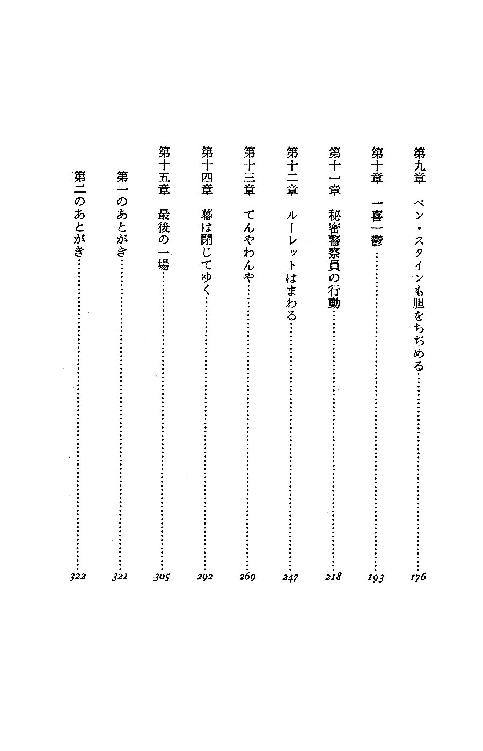 第九章　ベン・スタインも胆をちぢめる……176
第十章　一喜一鬱……193
第十一章　秘密警察員の行動……218
第十二章　ルーレットはまわる……247
第十三章　てんやわんや……269
第十四章　幕は閉じてゆく……292
第十五章　最後の一場……305
第一のあとがき……321
第二のあとがき……322